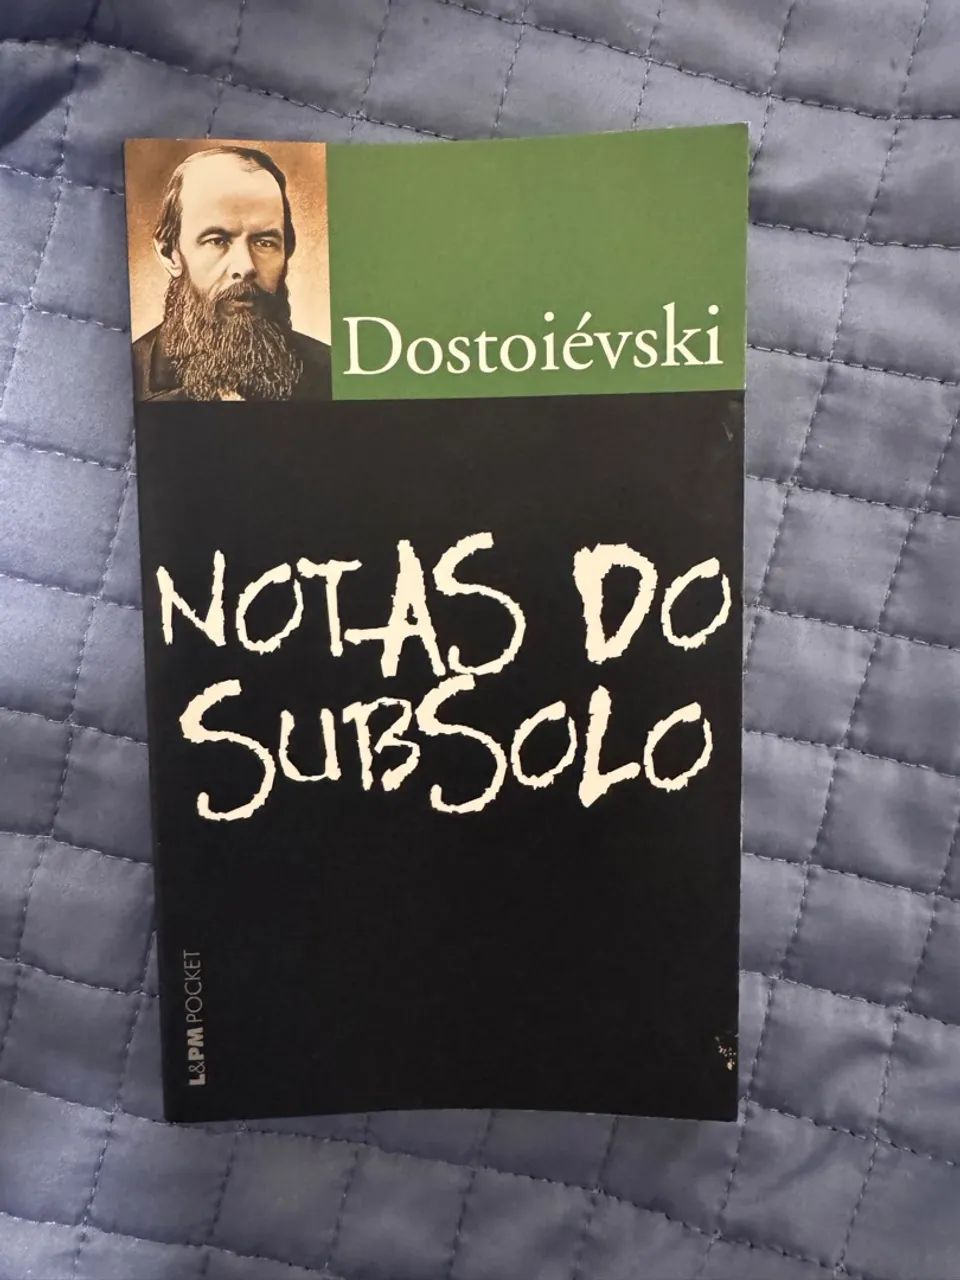 Dostoiévski
NOTAS DO
SUBSOLO
L&PM POCKET